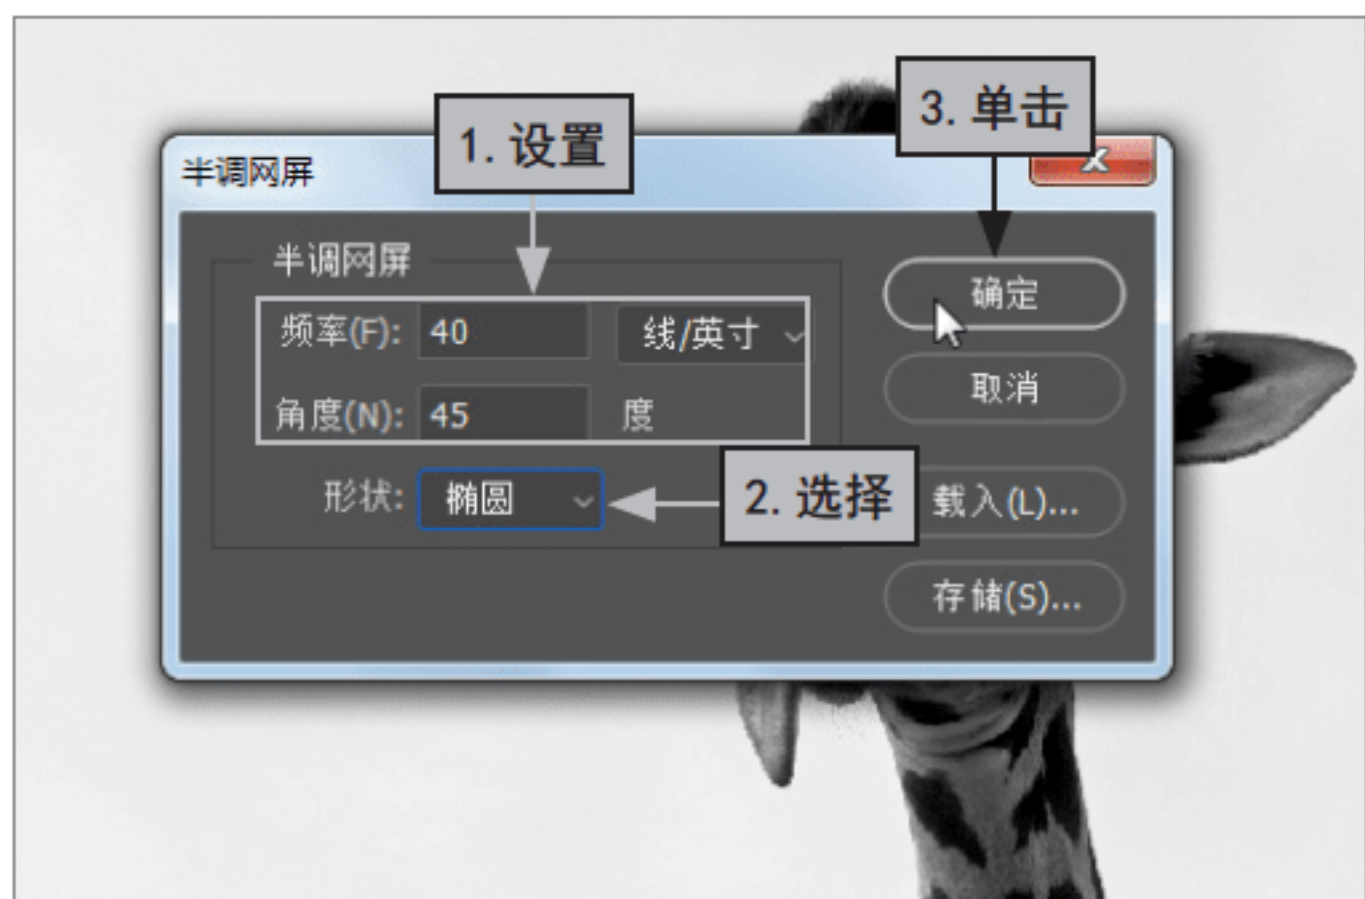 1. 设置
3. 单击
半调网屏
X
半调网屏
确定
频率(F): 40 线/英寸
取消
角度(N): 45 度
形状: 椭圆
2. 选择
载入(L)...
存储(S)...